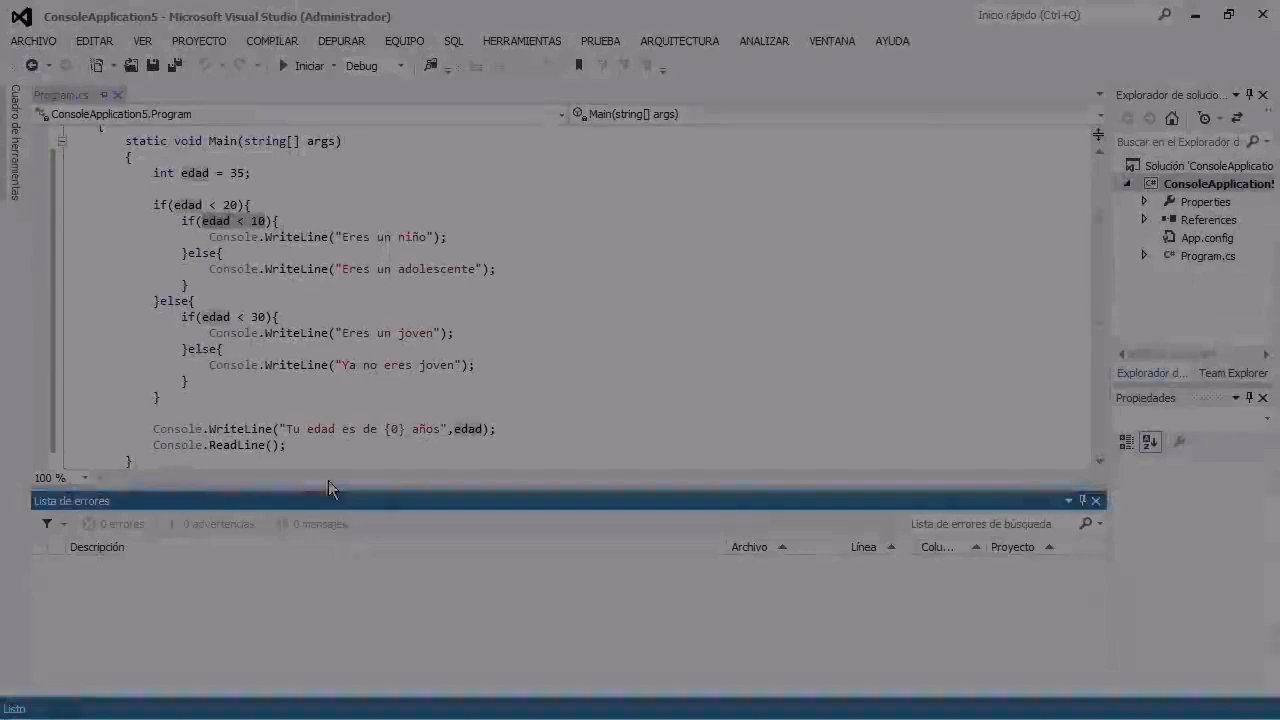 ConsoleApplication5 - Microsoft Visual Studio (Administrador)
Inicio rápido (Ctrl+Q)
ARCHIVO EDITAR VER PROYECTO COMPILAR DEPURAR EQUIPO SQL HERRAMIENTAS PRUEBA ARQUITECTURA ANALIZAR VENTANA AYUDA
Iniciar Debug
Cuadro de herramientas
Program.cs
ConsoleApplication5.Program
Main(string[] args)
{
static void Main(string[] args)
{
int edad = 35;
if(edad < 20){
if(edad < 10){
Console.WriteLine("Eres un niño");
}else{
Console.WriteLine("Eres un adolescente");
}
}else{
if(edad < 30){
Console.WriteLine("Eres un joven");
}else{
Console.WriteLine("Ya no eres joven");
}
}
Console.WriteLine("Tu edad es de {0} años",edad);
Console.ReadLine();
}
100 %
Explorador de solucio...
Buscar en el Explorador d
Solución 'ConsoleApplicatio
ConsoleApplication5
Properties
References
App.config
Program.cs
Explorador d... Team Explorer
Propiedades
Lista de errores
0 errores 0 advertencias 0 mensajes
Lista de errores de búsqueda
Descripción Archivo Línea Colu... Proyecto
Listo